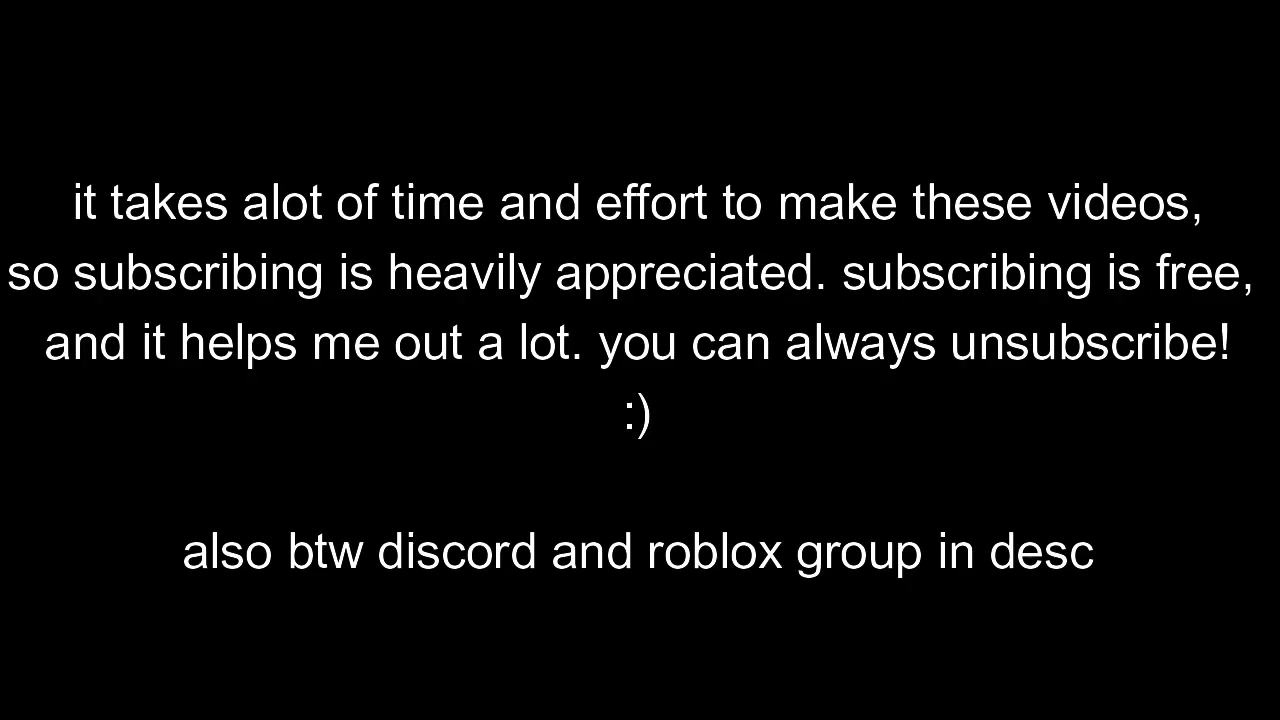 it takes alot of time and effort to make these videos,
so subscribing is heavily appreciated. subscribing is free,
and it helps me out a lot. you can always unsubscribe!
:)
also btw discord and roblox group in desc